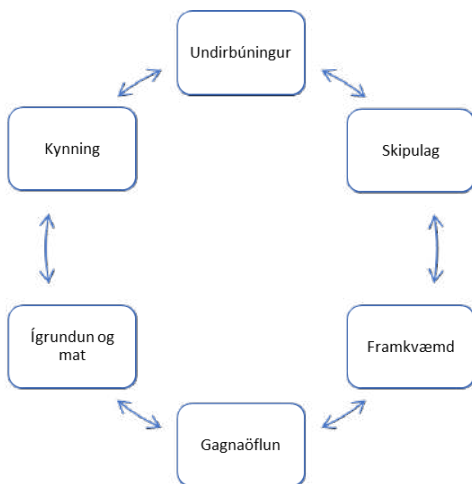 Undirbúningur
Kynning
Skipulag
Ígrundun og
mat
Framkvæmd
Gagnaöflun